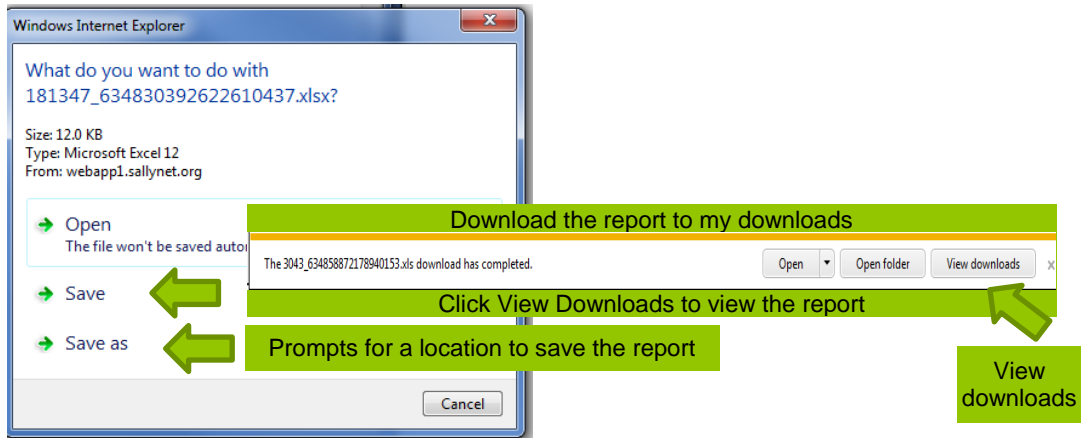 Windows Internet Explorer
What do you want to do with
181347_634830392622610437.xlsx?
Size: 12.0 KB
Type: Microsoft Excel 12
From: webapp1.sallynet.org
Open
The file won't be saved
Download the report to my downloads
The 3043_634858872178940153.xls download has completed.
Open
Open folder
View downloads
x
Save
Click View Downloads to view the report
Save as
Prompts for a location to save the report
View
downloads
Cancel